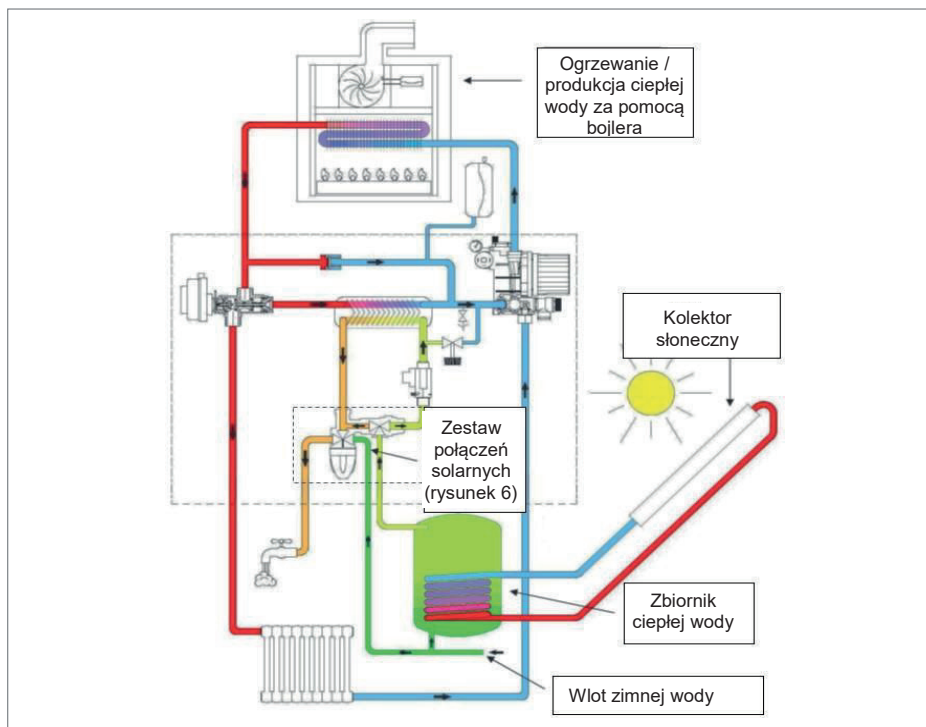 Ogrzewanie /
produkcja ciepłej
wody za pomocą
bojlera
Kolektor
słoneczny
Zestaw
połączeń
solarnych
(rysunek 6)
Zbiornik
ciepłej wody
Wlot zimnej wody